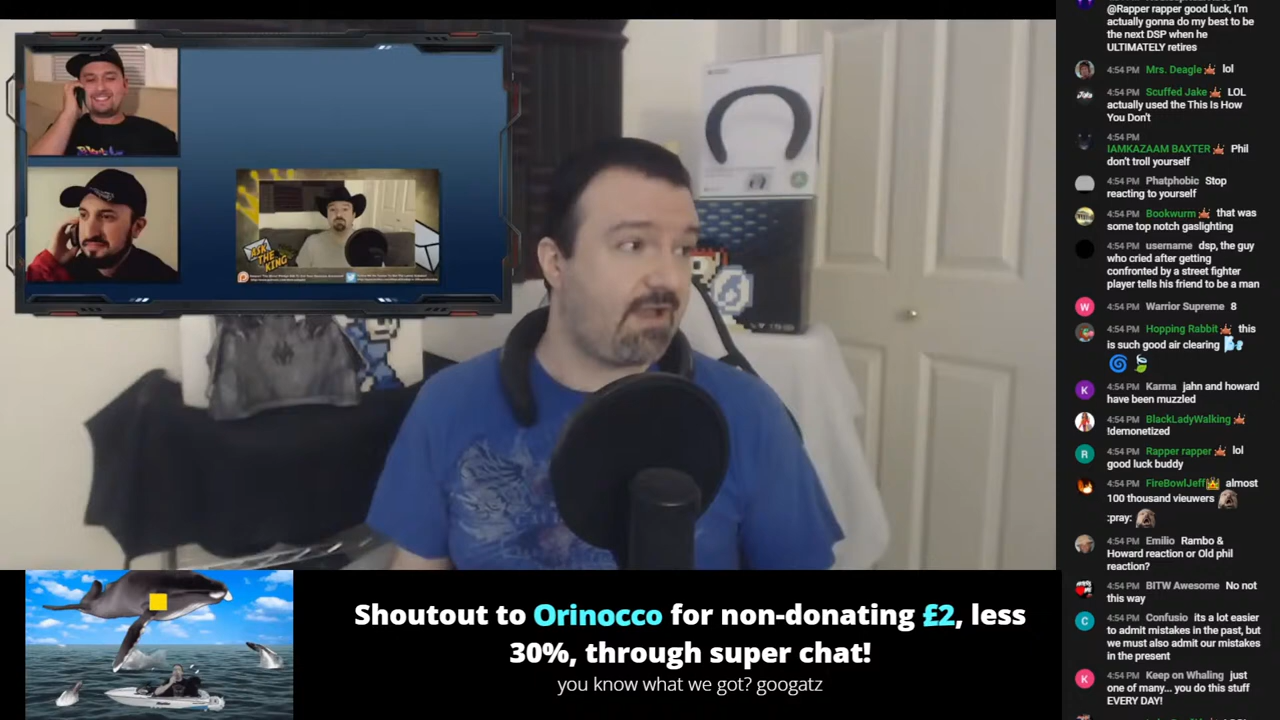 @Rapper rapper good luck, I'm
actually gonna do my best to be
the next DSP when he
ULTIMATELY retires
4:54 PM Mrs. Deagle lol
4:54 PM Scuffed Jake LOL
actually used the This Is How
You Don't
4:54 PM
IAMKAZAAM BAXTER Phil
don't troll yourself
4:54 PM Phatphobic Stop
reacting to yourself
4:54 PM Bookwurm that was
some top notch gaslighting
4:54 PM username dsp, the guy
who cried after getting
confronted by a street fighter
player tells his friend to be a man
4:54 PM Warrior Supreme 8
4:54 PM Hopping Rabbit this
is such good air clearing
4:54 PM Karma jahn and howard
have been muzzled
4:54 PM BlackLadyWalking
!demonetized
4:54 PM Rapper rapper lol
good luck buddy
4:54 PM FireBowlJeff almost
100 thousand vieuwers
:pray:
4:54 PM Emilio Rambo &
Howard reaction or Old phil
reaction?
4:54 PM BITW Awesome No not
this way
4:54 PM Confusio its a lot easier
to admit mistakes in the past, but
we must also admit our mistakes
in the present
4:54 PM Keep on Whaling just
one of many... you do this stuff
EVERY DAY!
W
K
R
C
K
ASK
THE
KING
Shoutout to Orinocco for non-donating £2, less
30%, through super chat!
you know what we got? googatz